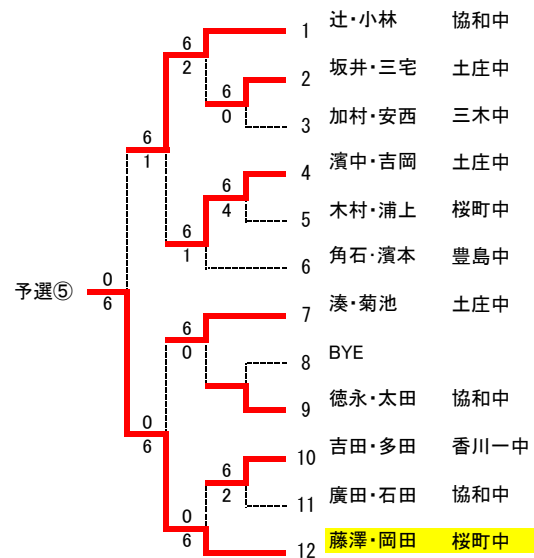 1 辻・小林 協和中
6
2
2 坂井・三宅 土庄中
6
0
3 加村・安西 三木中
6
1
4 濱中・吉岡 土庄中
6
4
5 木村・浦上 桜町中
6
1
6 角石・濱本 豊島中
予選⑤
0
6
7 湊・菊池 土庄中
6
0
8 BYE
9 徳永・太田 協和中
0
6
10 吉田・多田 香川一中
6
2
11 廣田・石田 協和中
0
6
12 藤澤・岡田 桜町中